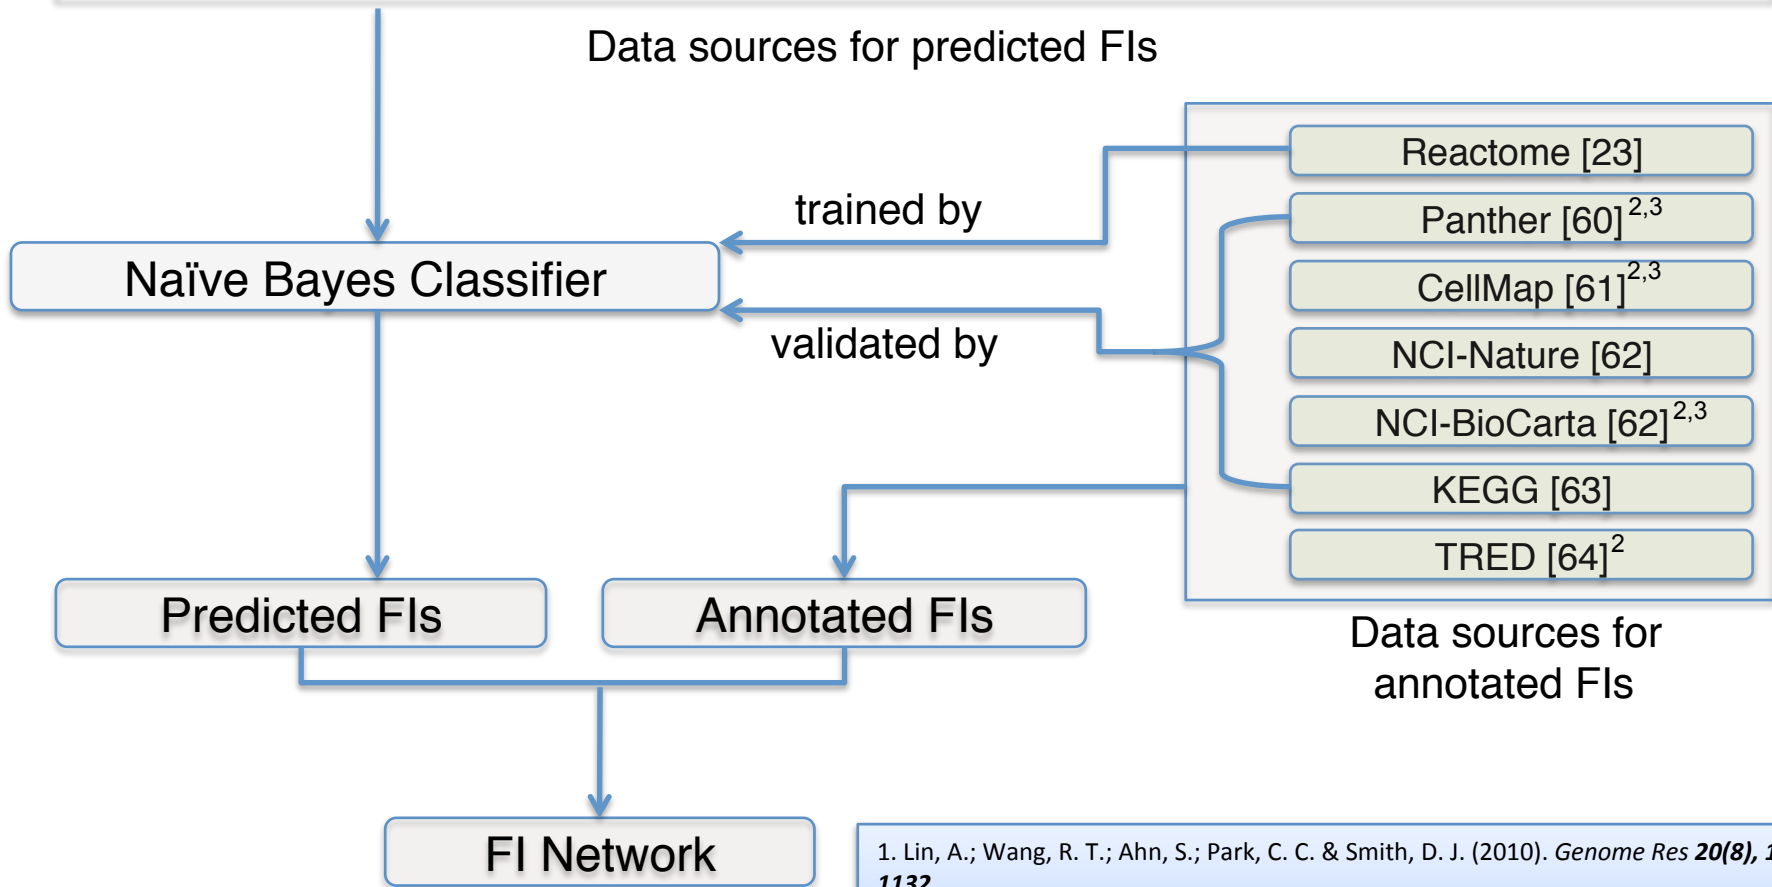 Data sources for predicted FIs
Reactome [23]
trained by
Panther [60]2,3
Naïve Bayes Classifier
CellMap [61]2,3
validated by
NCI-Nature [62]
NCI-BioCarta [62]2,3
KEGG [63]
TRED [64]2
Predicted FIs
Annotated FIs
Data sources for
annotated FIs
FI Network
1. Lin, A.; Wang, R. T.; Ahn, S.; Park, C. C. & Smith, D. J. (2010). Genome Res 20(8),
1132